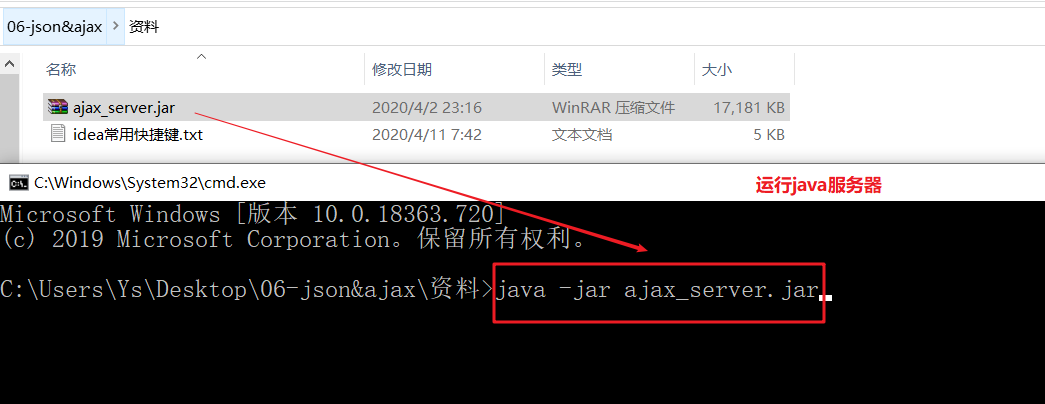 06-json&ajax > 资料
名称 修改日期 类型 大小
ajax_server.jar 2020/4/2 23:16 WinRAR 压缩文件 17,181 KB
idea常用快捷键.txt 2020/4/11 7:42 文本文档 5 KB
C:\Windows\System32\cmd.exe
运行java服务器
Microsoft Windows [版本 10.0.18363.720]
(c) 2019 Microsoft Corporation。保留所有权利。
C:\Users\Ys\Desktop\06-json&ajax\资料>java -jar ajax_server.jar